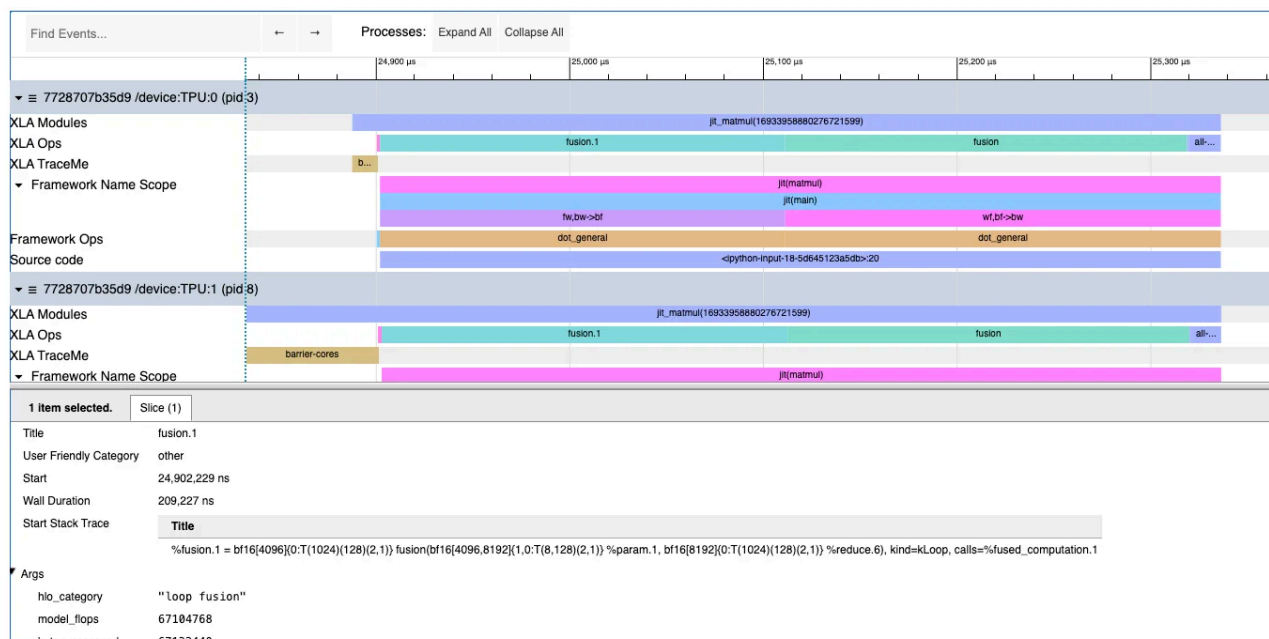 Find Events... ← → Processes: Expand All Collapse All
24,900 μs 25,000 μs 25,100 μs 25,200 μs 25,300 μs
7728707b35d9 /device:TPU:0 (pid 3)
XLA Modules jit_matmul(16933958880276721599)
XLA Ops fusion.1 fusion all-...
XLA TraceMe b...
Framework Name Scope jit(matmul)
jit(main)
fw,bw->bf wf,bf->bw
Framework Ops dot_general dot_general
Source code <ipython-input-18-5d645123a5db>:20
7728707b35d9 /device:TPU:1 (pid 8)
XLA Modules jit_matmul(16933958880276721599)
XLA Ops fusion.1 fusion all-...
XLA TraceMe barrier-cores
Framework Name Scope jit(matmul)
1 item selected. Slice (1)
Title fusion.1
User Friendly Category other
Start 24,902,229 ns
Wall Duration 209,227 ns
Start Stack Trace Title
%fusion.1 = bf16[4096]{0:T(1024)(128)(2,1)} fusion(bf16[4096,8192]{1,0:T(8,128)(2,1)} %param.1, bf16[8192]{0:T(1024)(128)(2,1)} %reduce.6), kind=kLoop, calls=%fused_computation.1
Args
hlo_category "loop fusion"
model_flops 67104768